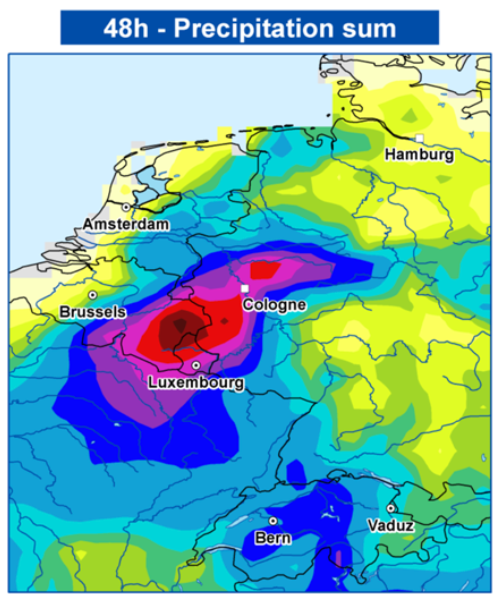 48h - Precipitation sum
Hamburg
Amsterdam
Brussels
Cologne
Luxembourg
Vaduz
Bern